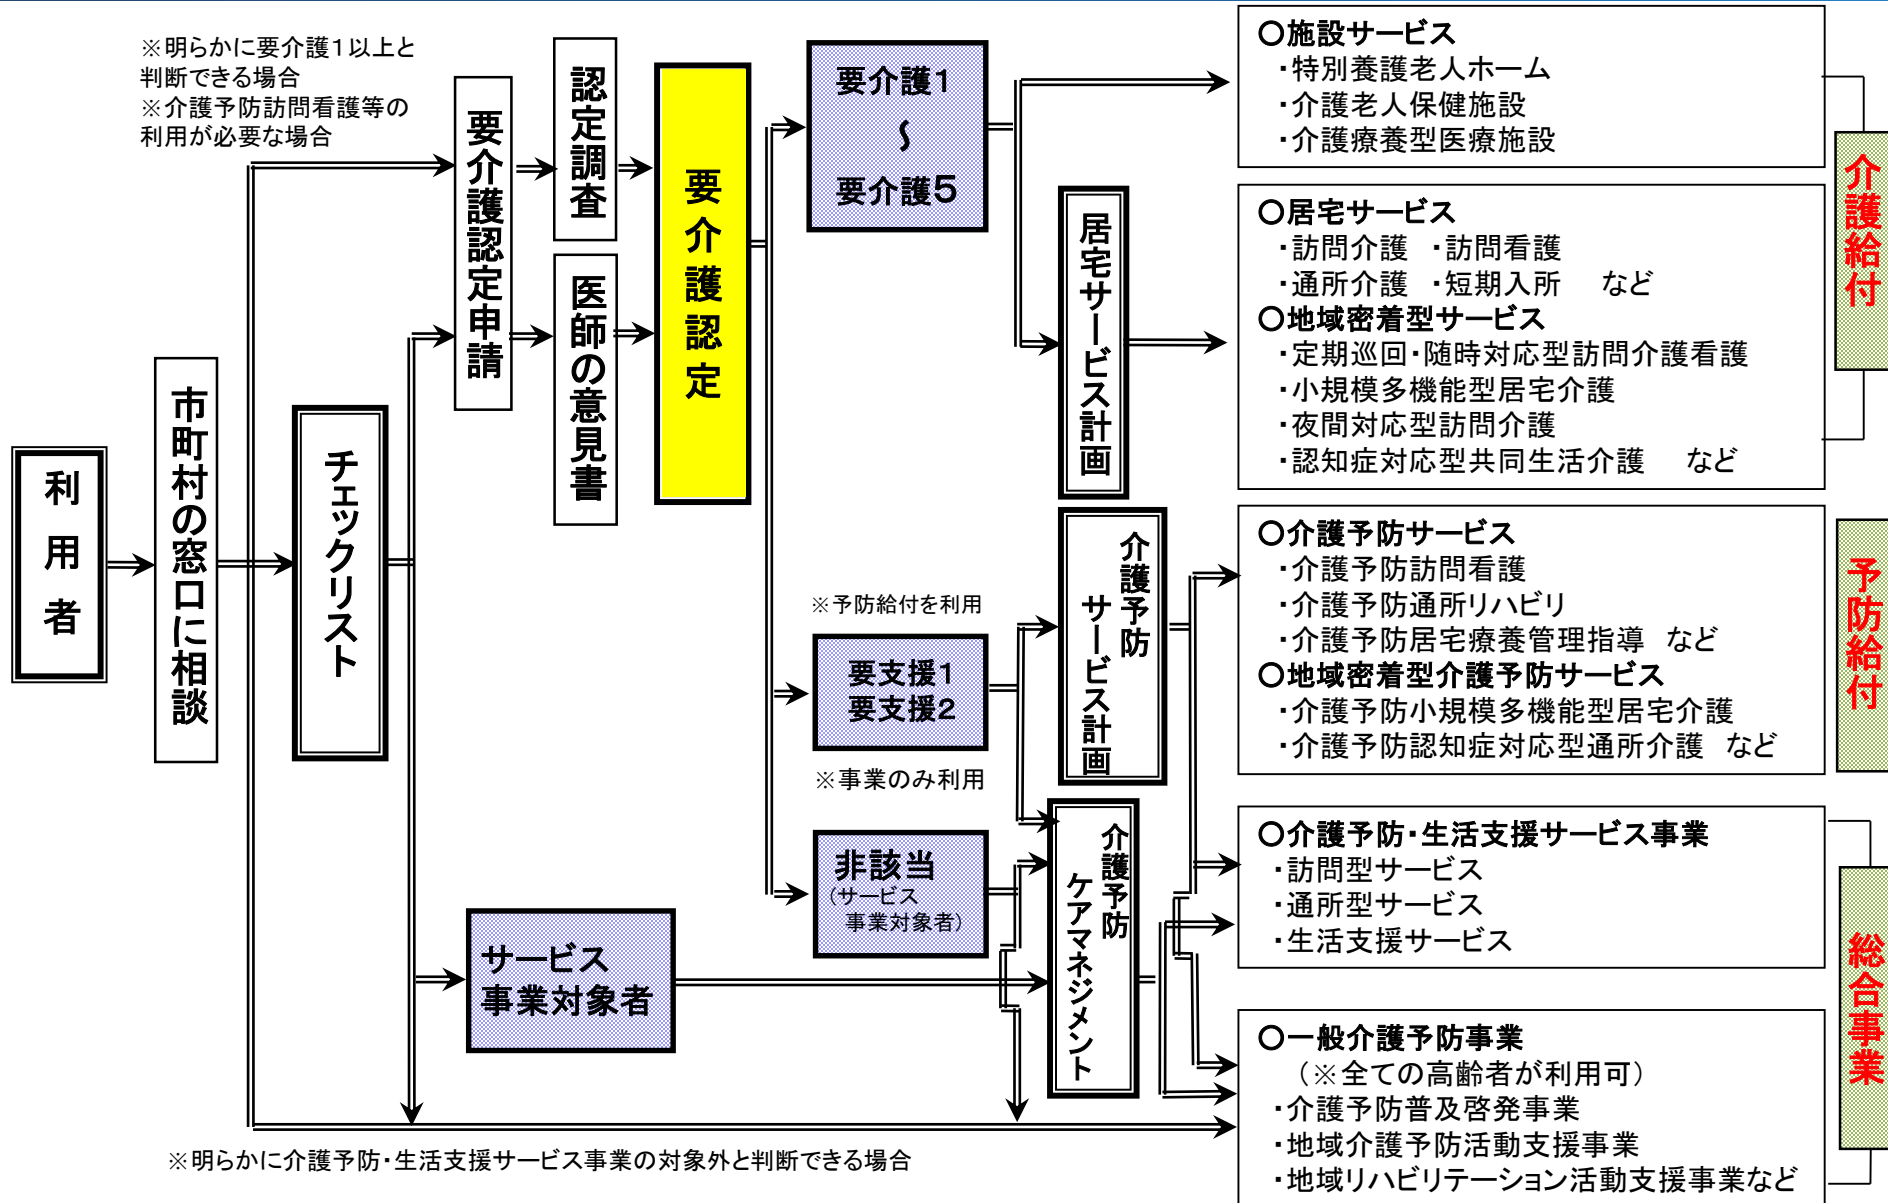 ※明らかに要介護1以上と
判断できる場合
※介護予防訪問看護等の
利用が必要な場合
利用者
市町村の窓口に相談
チェックリスト
要介護認定申請
認定調査
医師の意見書
要介護認定
要介護1
〜
要介護5
※予防給付を利用
要支援1
要支援2
※事業のみ利用
非該当
(サービス
事業対象者)
サービス
事業対象者
居宅サービス計画
介護予防
サービス計画
介護予防
ケアマネジメント
○施設サービス
・特別養護老人ホーム
・介護老人保健施設
・介護療養型医療施設
○居宅サービス
・訪問介護 ・訪問看護
・通所介護 ・短期入所 など
○地域密着型サービス
・定期巡回・随時対応型訪問介護看護
・小規模多機能型居宅介護
・夜間対応型訪問介護
・認知症対応型共同生活介護 など
介護給付
○介護予防サービス
・介護予防訪問看護
・介護予防通所リハビリ
・介護予防居宅療養管理指導 など
○地域密着型介護予防サービス
・介護予防小規模多機能型居宅介護
・介護予防認知症対応型通所介護 など
予防給付
○介護予防・生活支援サービス事業
・訪問型サービス
・通所型サービス
・生活支援サービス
○一般介護予防事業
(※全ての高齢者が利用可)
・介護予防普及啓発事業
・地域介護予防活動支援事業
・地域リハビリテーション活動支援事業など
総合事業
※明らかに介護予防・生活支援サービス事業の対象外と判断できる場合